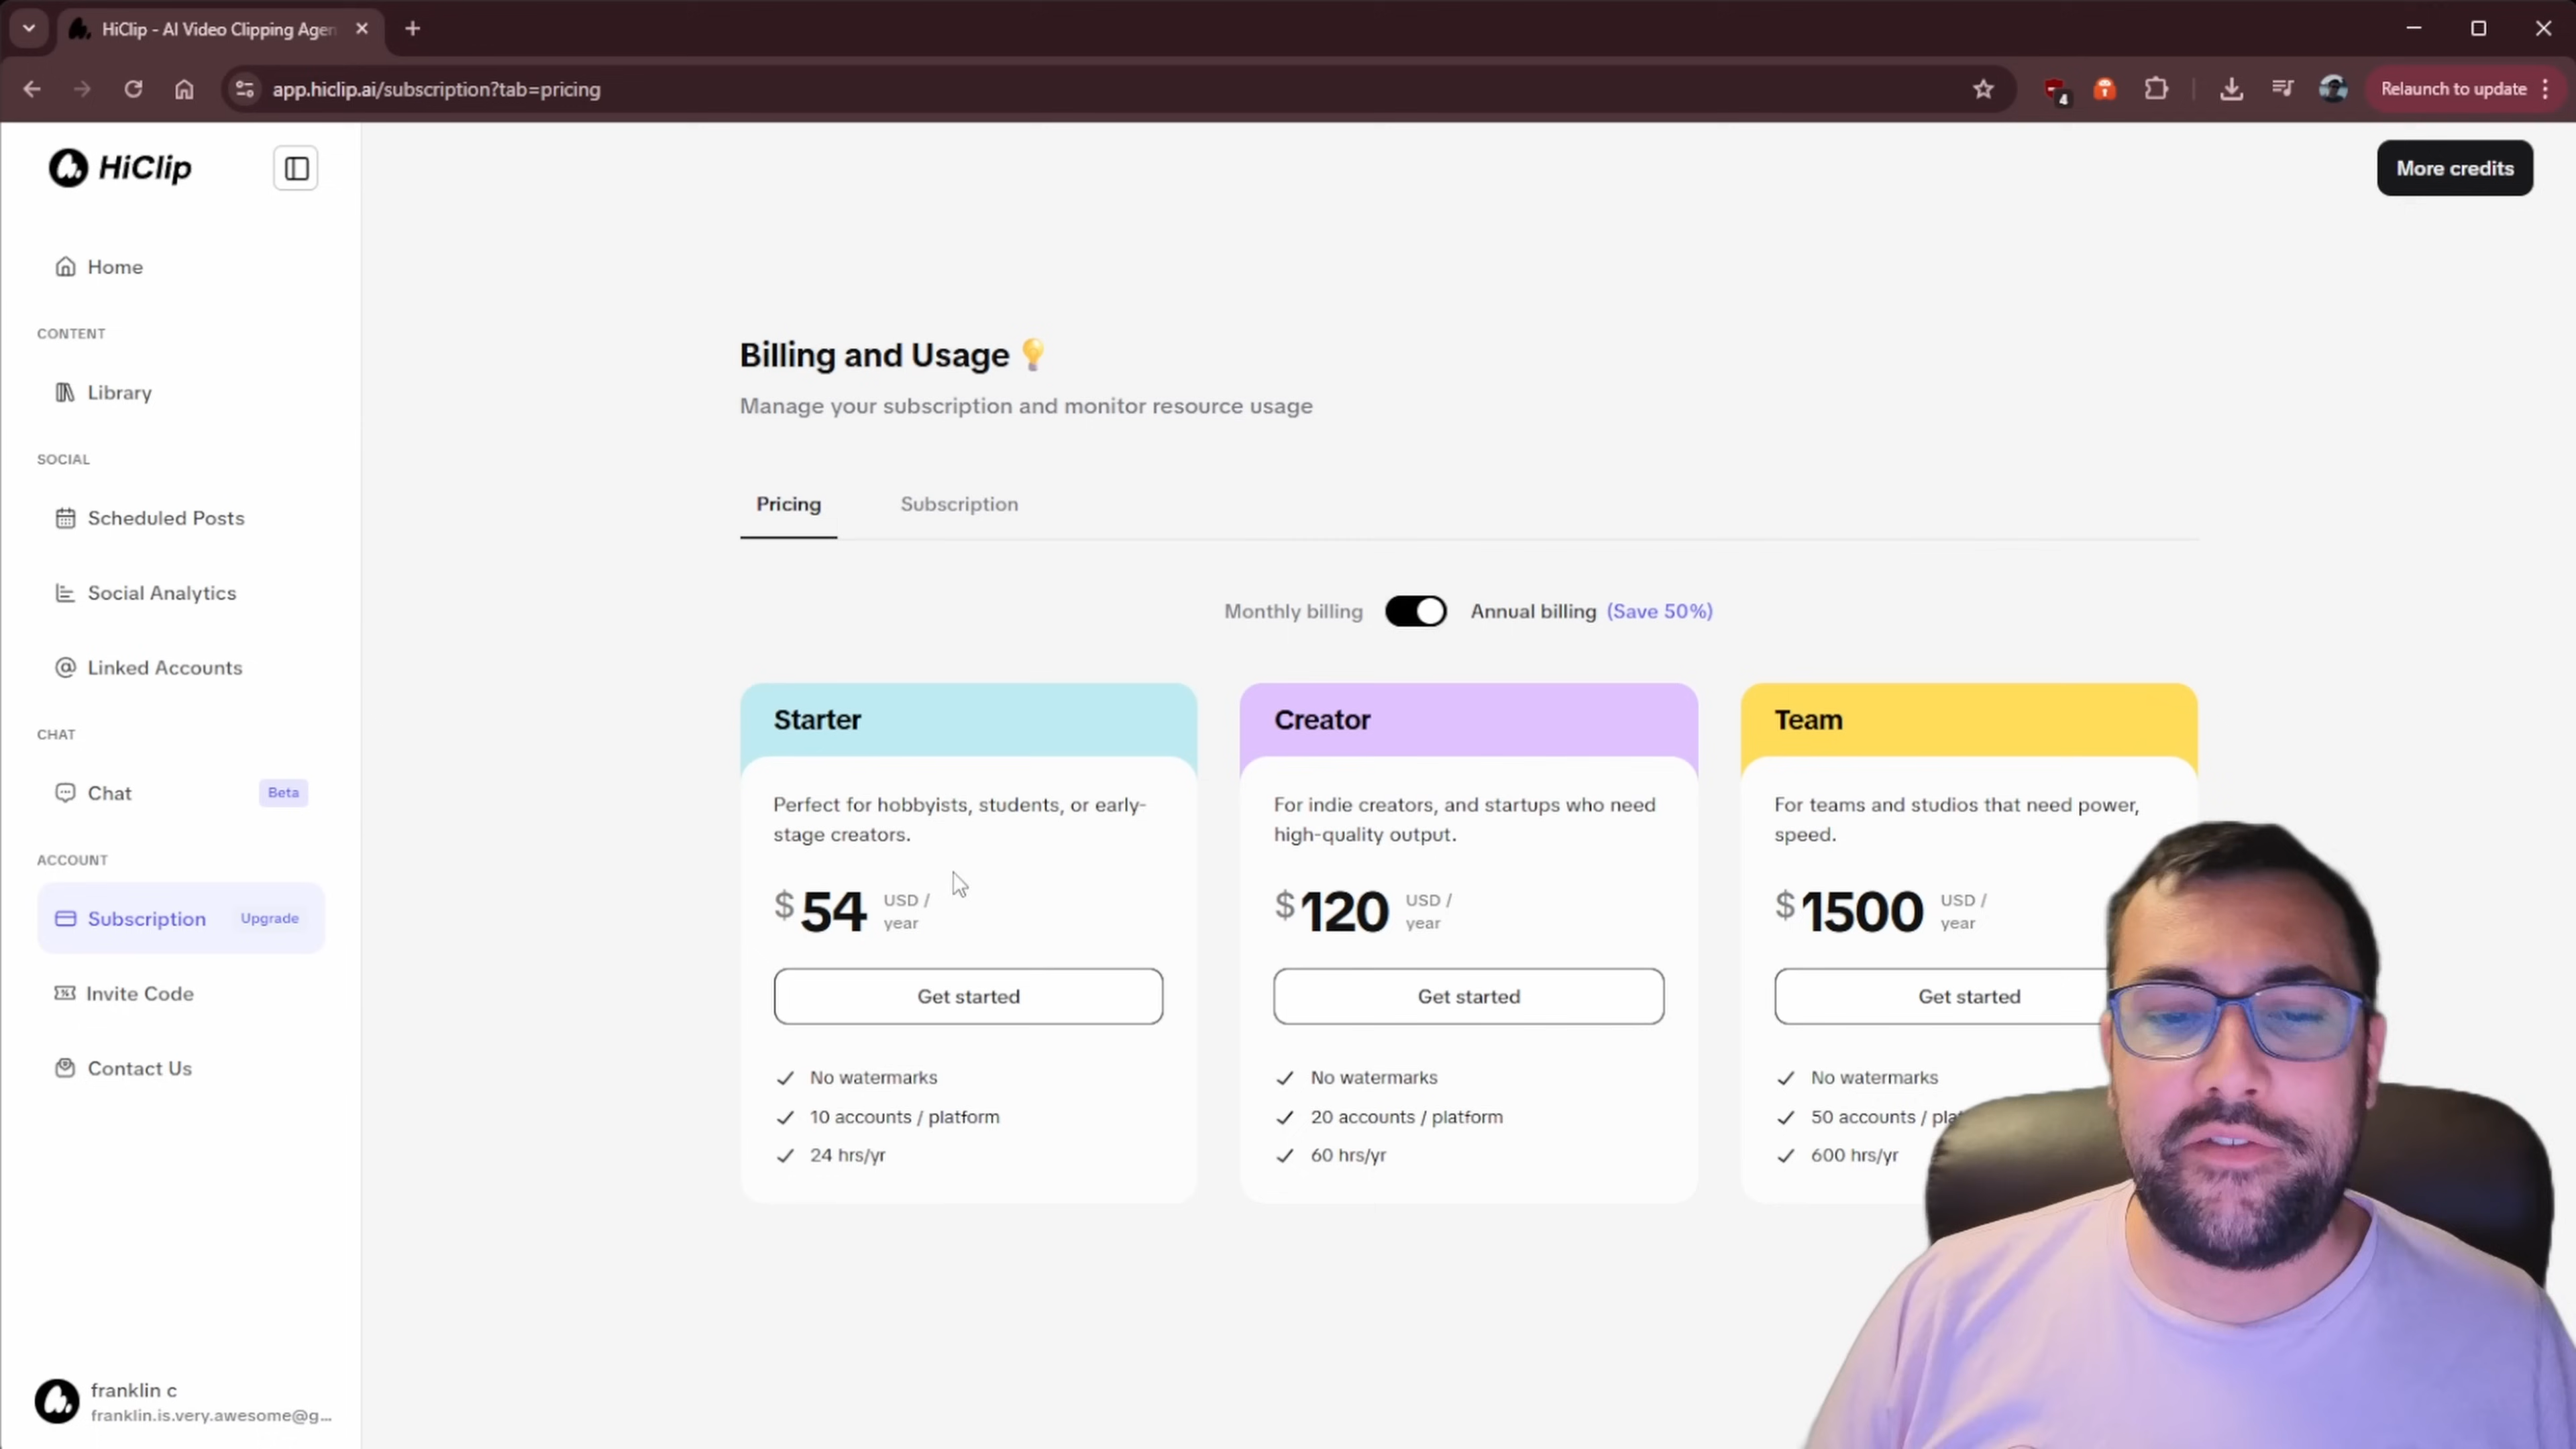 HiClip - AI Video Clipping Agen
app.hiclip.ai/subscription?tab=pricing
4
Relaunch to update
HiClip
More credits
Home
CONTENT
Library
SOCIAL
Scheduled Posts
Social Analytics
Linked Accounts
CHAT
Chat
Beta
ACCOUNT
Subscription
Upgrade
Invite Code
Contact Us
franklin c
franklin.is.very.awesome@g...
Billing and Usage
Manage your subscription and monitor resource usage
Pricing
Subscription
Monthly billing
Annual billing (Save 50%)
Starter
Perfect for hobbyists, students, or early-
stage creators.
$54 USD /
year
Get started
No watermarks
10 accounts / platform
24 hrs/yr
Creator
For indie creators, and startups who need
high-quality output.
$120 USD /
year
Get started
No watermarks
20 accounts / platform
60 hrs/yr
Team
For teams and studios that need power,
speed.
$1500 USD /
year
Get started
No watermarks
50 accounts / pla
600 hrs/yr